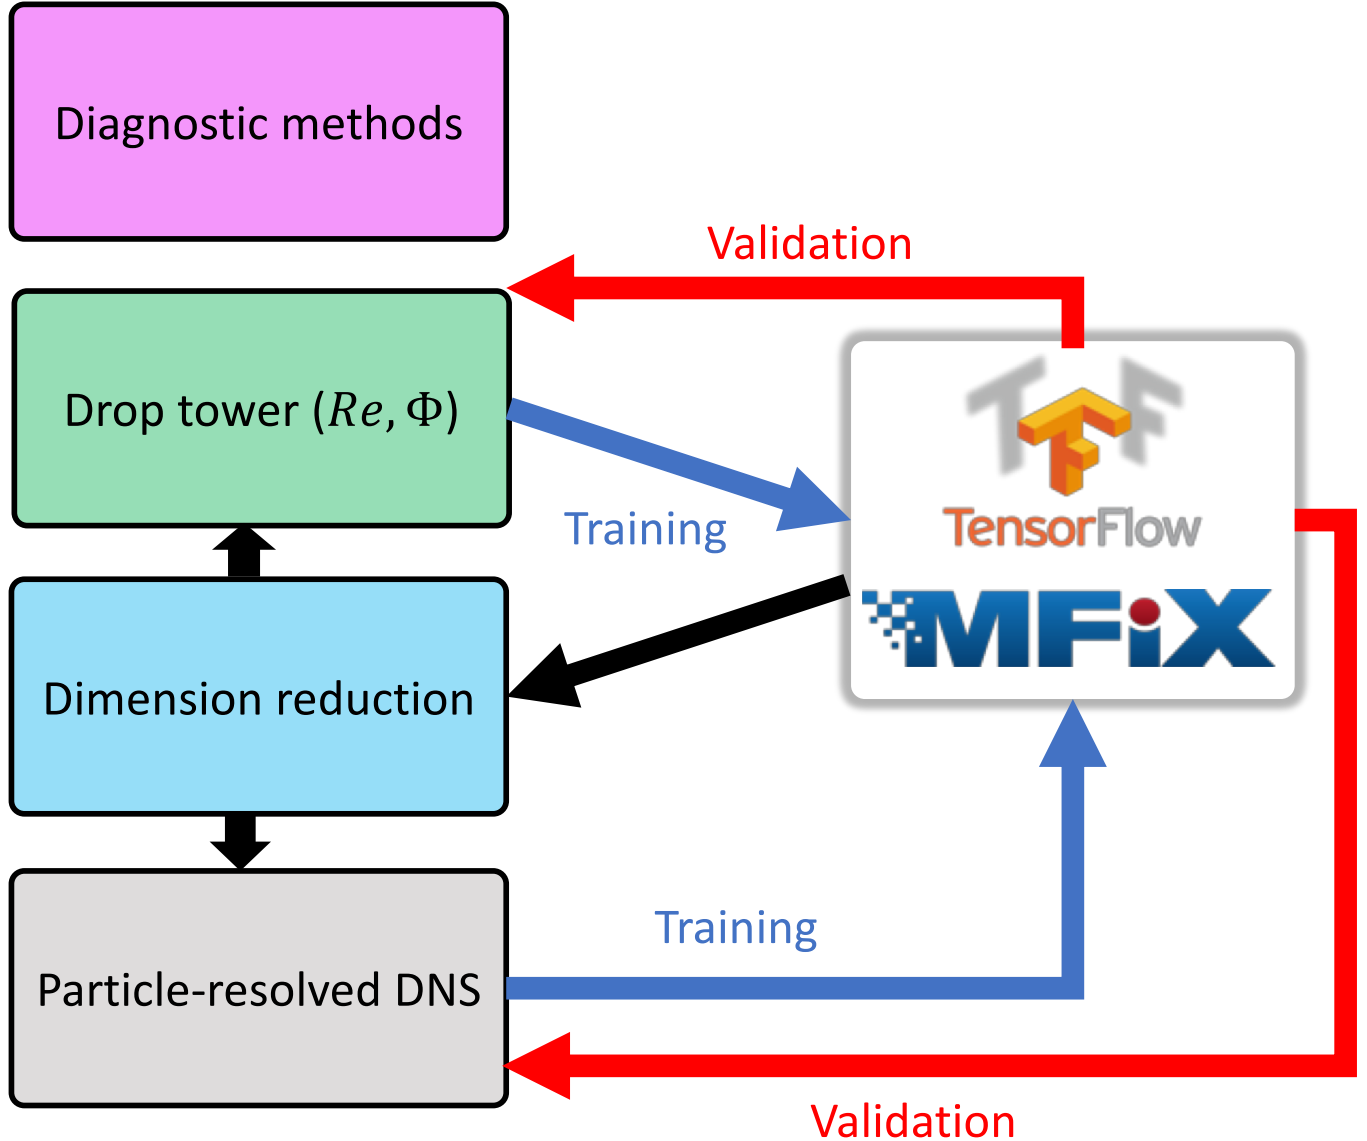 Diagnostic methods
Validation
Drop tower (Re, Φ)
Training
TensorFlow
MFiX
Dimension reduction
Training
Particle-resolved DNS
Validation